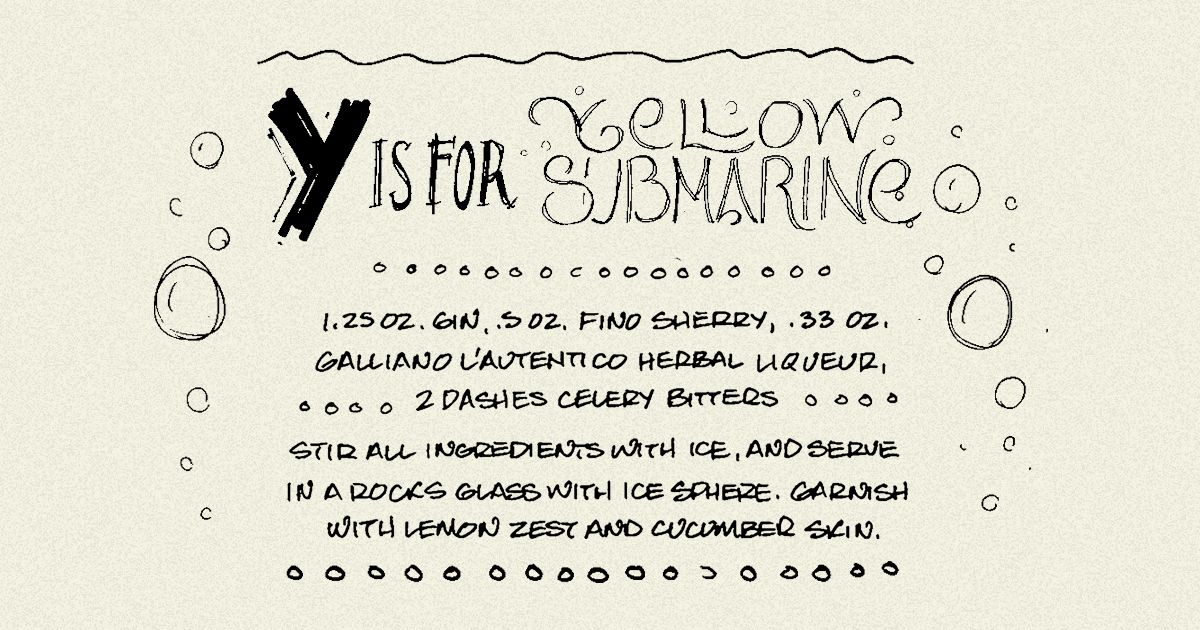 Y IS FOR YELLOW
SUBMARINE
1.25 OZ. GIN, .5 OZ. FINO SHERRY, .33 OZ.
GALLIANO L'AUTENTICO HERBAL LIQUEUR,
2 DASHES CELERY BITTERS
STIR ALL INGREDIENTS WITH ICE, AND SERVE
IN A ROCKS GLASS WITH ICE SPHERE. GARNISH
WITH LEMON ZEST AND CUCUMBER SKIN.